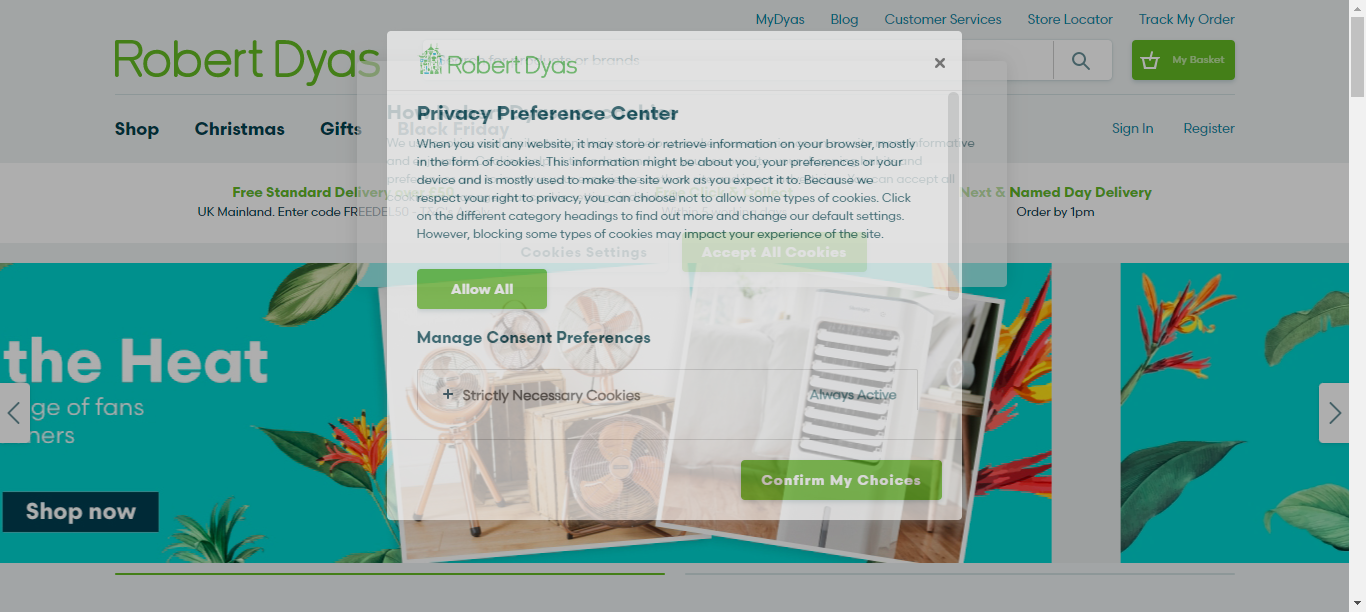 MyDyas Blog Customer Services Store Locator Track My Order
Robert Dyas
My Basket
Shop Christmas Gifts Black Friday
Sign In Register
Free Standard Delivery over £50
UK Mainland. Enter code FREEDEL50
Free Click & Collect
Next & Named Day Delivery
Order by 1pm
Robert Dyas
Privacy Preference Center
When you visit any website, it may store or retrieve information on your browser, mostly
in the form of cookies. This information might be about you, your preferences or your
device and is mostly used to make the site work as you expect it to. Because we
respect your right to privacy, you can choose not to allow some types of cookies. Click
on the different category headings to find out more and change our default settings.
However, blocking some types of cookies may impact your experience of the site.
Cookies Settings
Accept All Cookies
Allow All
Manage Consent Preferences
+ Strictly Necessary Cookies
Always Active
Confirm My Choices
the Heat
ge of fans
ners
Shop now